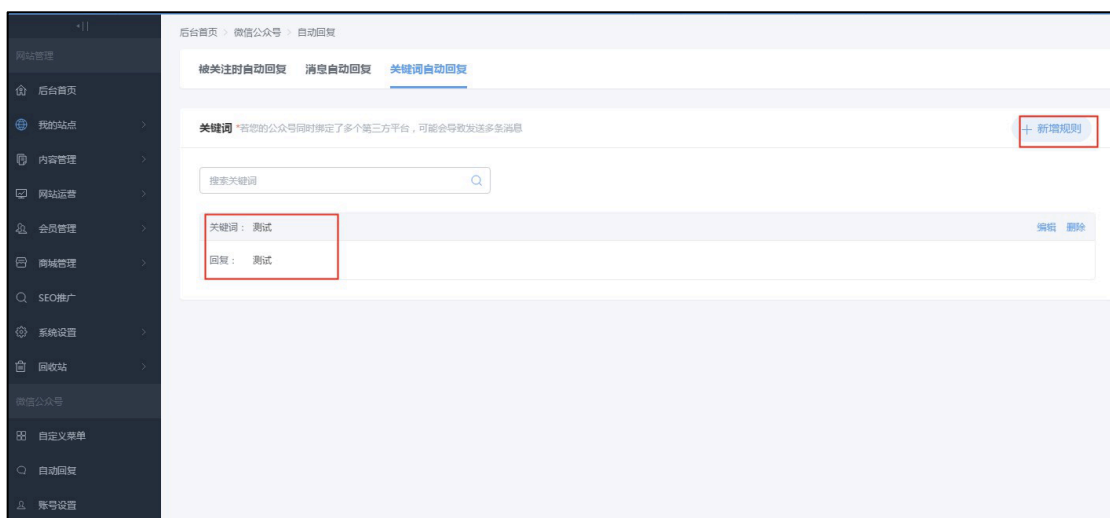 网站管理
后台首页
我的站点
内容管理
网站运营
会员管理
商城管理
SEO推广
系统设置
回收站
微信公众号
自定义菜单
自动回复
账号设置
后台首页 > 微信公众号 > 自动回复
被关注时自动回复 消息自动回复 关键词自动回复
关键词 *若您的公众号同时绑定了多个第三方平台，可能会导致发送多条消息
+ 新增规则
搜索关键词
关键词： 测试
编辑 删除
回复： 测试